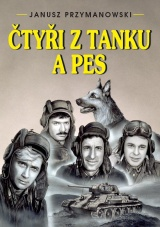 JANUSZ PRZYMANOWSKI
ČTYŘI Z TANKU
A PES